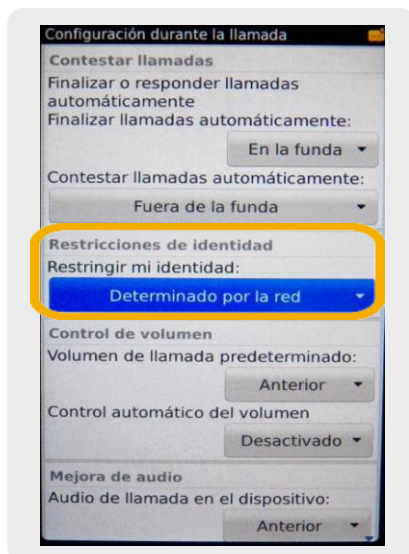 Configuración durante la llamada
Contestar llamadas
Finalizar o responder llamadas
automáticamente
Finalizar llamadas automáticamente:
En la funda
Contestar llamadas automáticamente:
Fuera de la funda
Restricciones de identidad
Restringir mi identidad:
Determinado por la red
Control de volumen
Volumen de llamada predeterminado:
Anterior
Control automático del volumen
Desactivado
Mejora de audio
Audio de llamada en el dispositivo:
Anterior